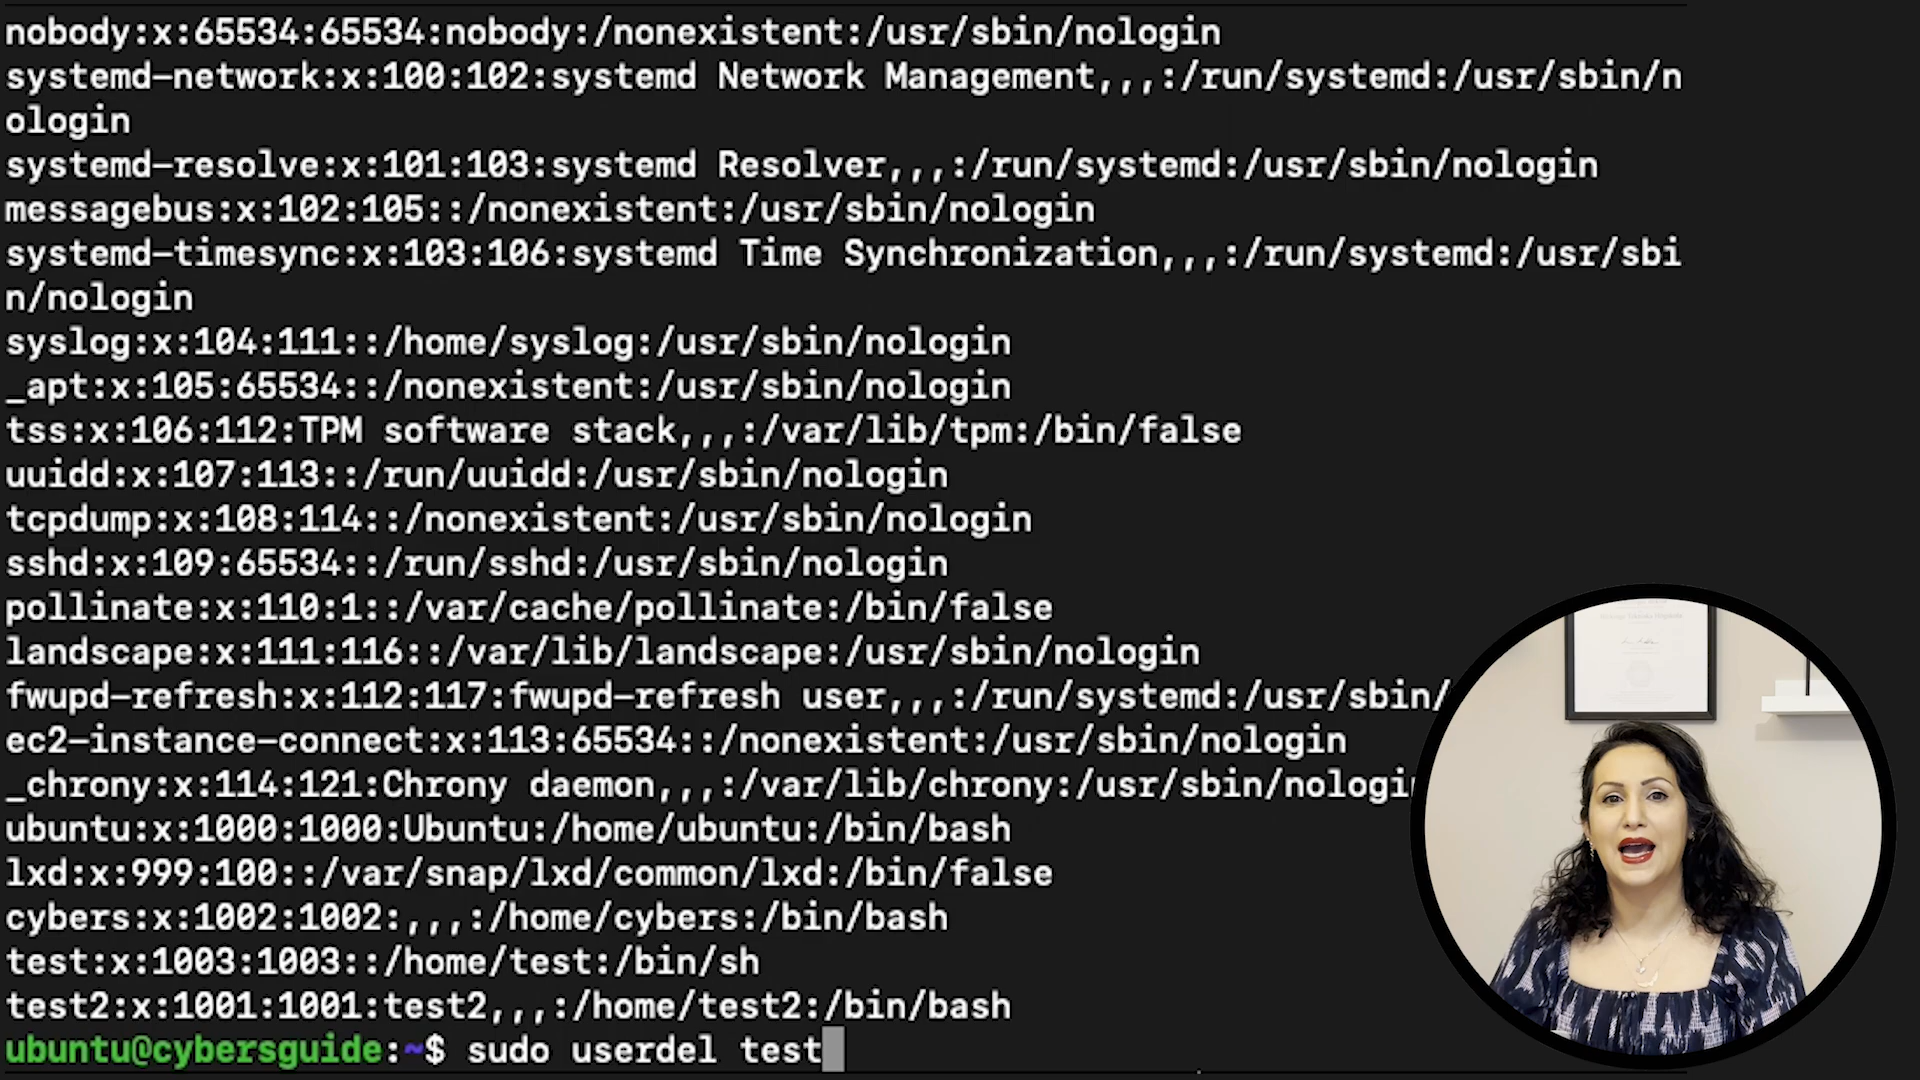 nobody:x:65534:65534:nobody:/nonexistent:/usr/sbin/nologin
systemd-network:x:100:102:systemd Network Management,,,:/run/systemd:/usr/sbin/n
ologin
systemd-resolve:x:101:103:systemd Resolver,,,:/run/systemd:/usr/sbin/nologin
messagebus:x:102:105::/nonexistent:/usr/sbin/nologin
systemd-timesync:x:103:106:systemd Time Synchronization,,,:/run/systemd:/usr/sbi
n/nologin
syslog:x:104:111::/home/syslog:/usr/sbin/nologin
_apt:x:105:65534::/nonexistent:/usr/sbin/nologin
tss:x:106:112:TPM software stack,,,:/var/lib/tpm:/bin/false
uuidd:x:107:113::/run/uuidd:/usr/sbin/nologin
tcpdump:x:108:114::/nonexistent:/usr/sbin/nologin
sshd:x:109:65534::/run/sshd:/usr/sbin/nologin
pollinate:x:110:1::/var/cache/pollinate:/bin/false
landscape:x:111:116::/var/lib/landscape:/usr/sbin/nologin
fwupd-refresh:x:112:117:fwupd-refresh user,,,:/run/systemd:/usr/sbin/
ec2-instance-connect:x:113:65534::/nonexistent:/usr/sbin/nologin
_chrony:x:114:121:Chrony daemon,,,:/var/lib/chrony:/usr/sbin/nologin
ubuntu:x:1000:1000:Ubuntu:/home/ubuntu:/bin/bash
lxd:x:999:100::/var/snap/lxd/common/lxd:/bin/false
cybers:x:1002:1002:,,,:/home/cybers:/bin/bash
test:x:1003:1003::/home/test:/bin/sh
test2:x:1001:1001:test2,,,:/home/test2:/bin/bash
ubuntu@cybersguide:~$ sudo userdel test